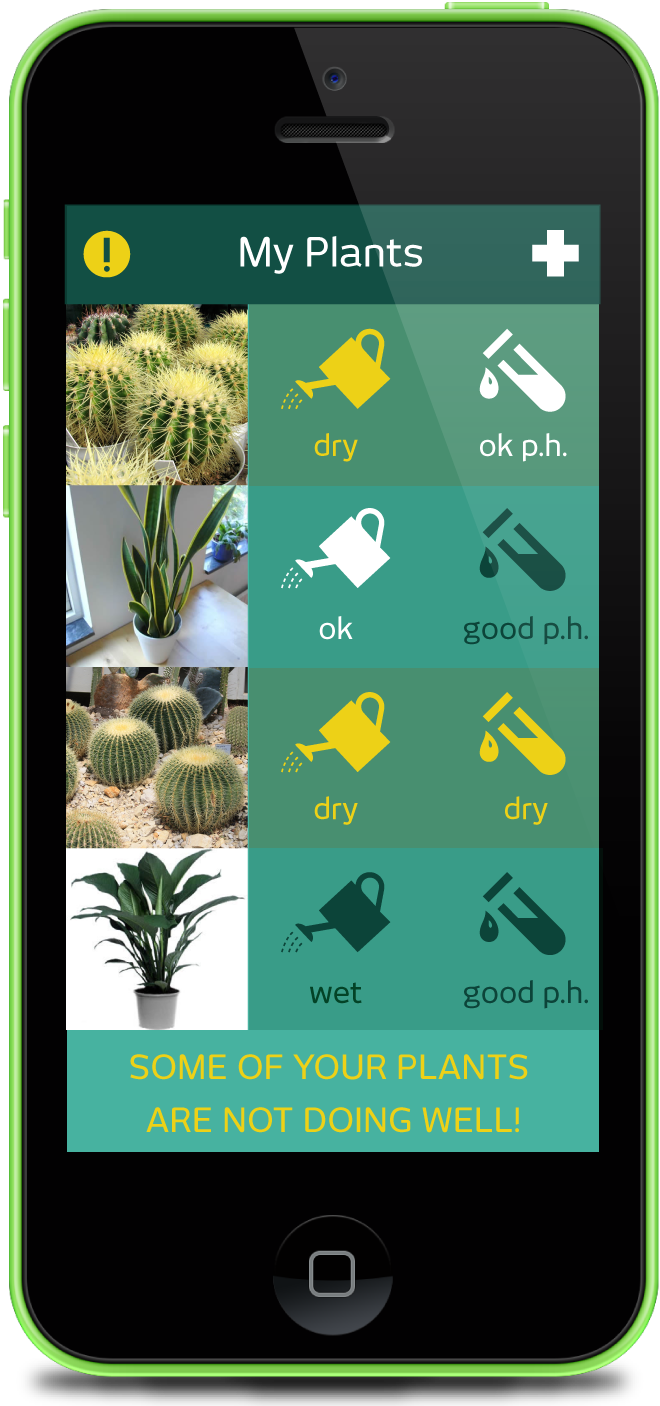 My Plants
dry
ok p.h.
ok
good p.h.
dry
dry
wet
good p.h.
SOME OF YOUR PLANTS
ARE NOT DOING WELL!